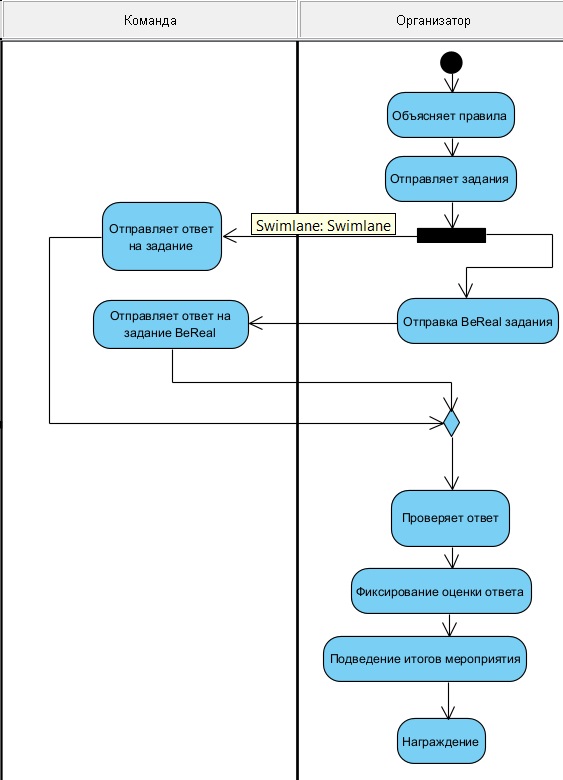 Команда
Организатор
Объясняет правила
Отправляет задания
Swimlane: Swimlane
Отправляет ответ
на задание
Отправляет ответ на
задание BeReal
Отправка BeReal задания
Проверяет ответ
Фиксирование оценки ответа
Подведение итогов мероприятия
Награждение